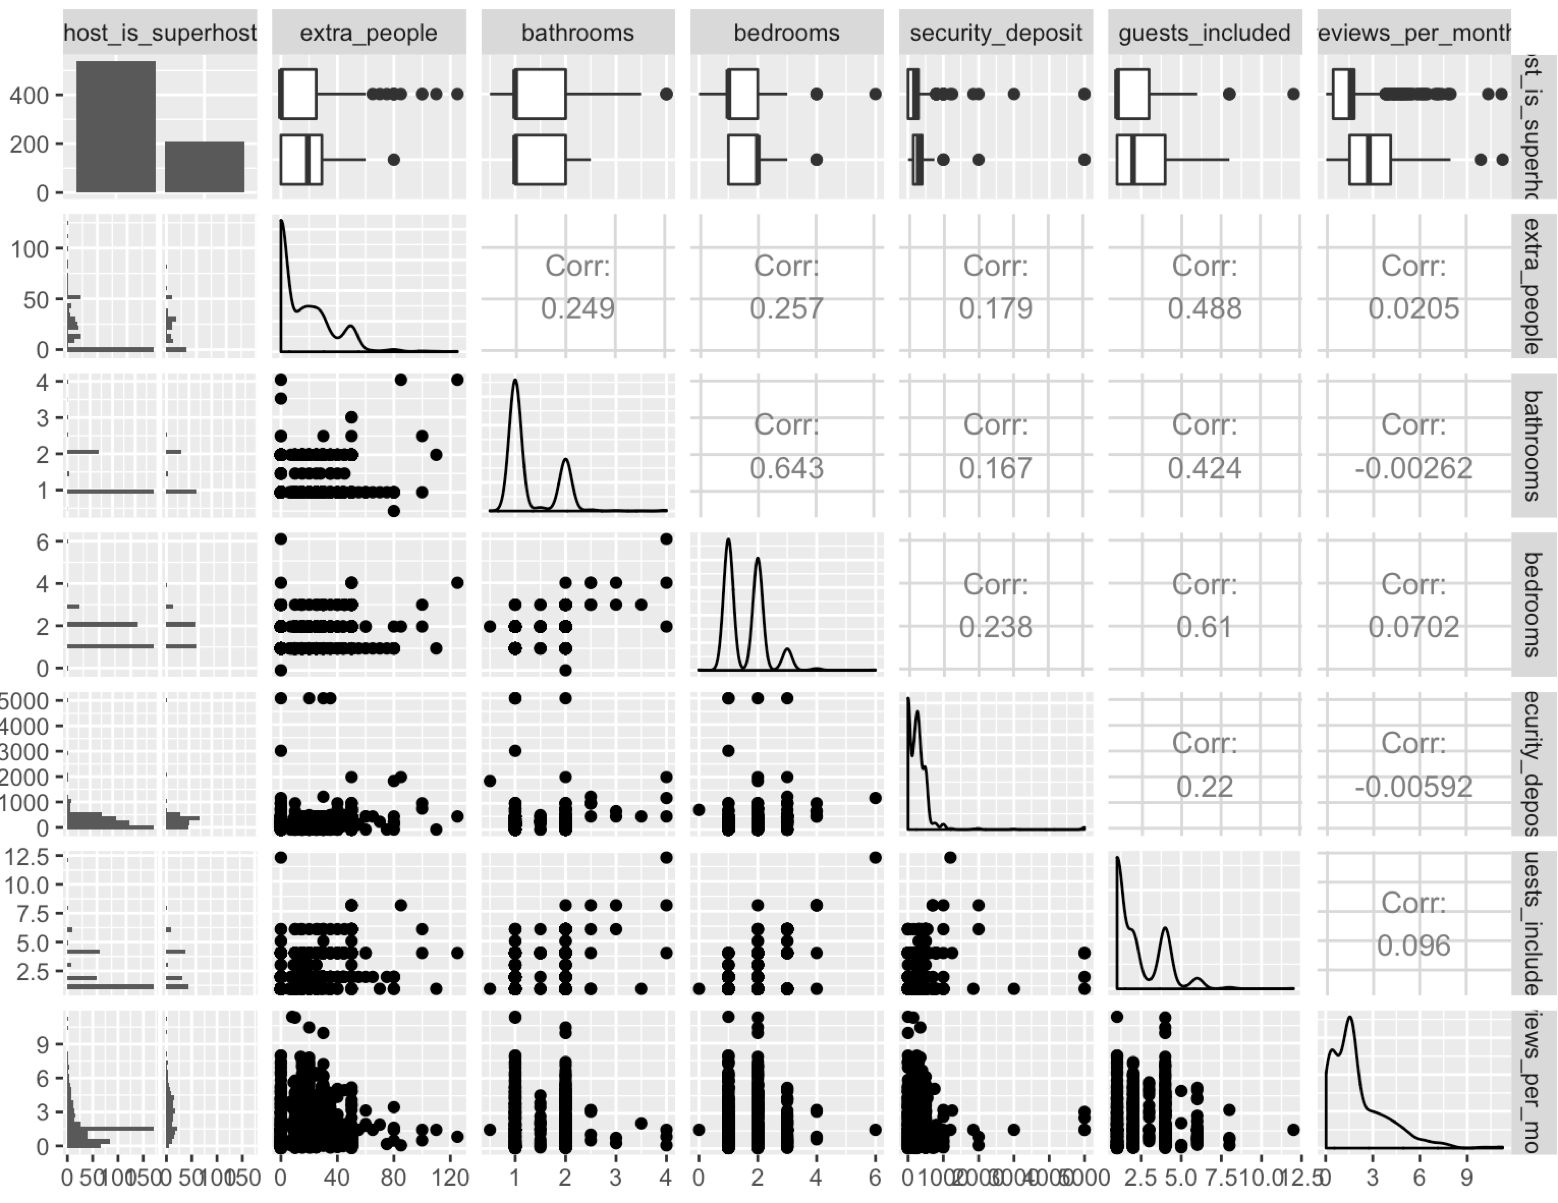 host_is_superhost extra_people bathrooms bedrooms security_deposit guests_included eviews_per_month
400
200
0
st_is_superho
100
50
0
Corr: Corr: Corr: Corr: Corr:
0.249 0.257 0.179 0.488 0.0205
extra_people
4
3
2
1
Corr: Corr: Corr: Corr:
0.643 0.167 0.424 -0.00262
bathrooms
6
4
2
0
Corr: Corr: Corr:
0.238 0.61 0.0702
bedrooms
5000
4000
3000
2000
1000
0
Corr: Corr:
0.22 -0.00592
ecurity_depos
12.5
10.0
7.5
5.0
2.5
Corr:
0.096
uests_include
9
6
3
0
iews_per_mo
0 50 100 150 0 50 100 150 0 40 80 120 1 2 3 4 0 2 4 6 0 1000 2000 3000 4000 5000 2.5 5.0 7.5 10.0 12.5 0 3 6 9